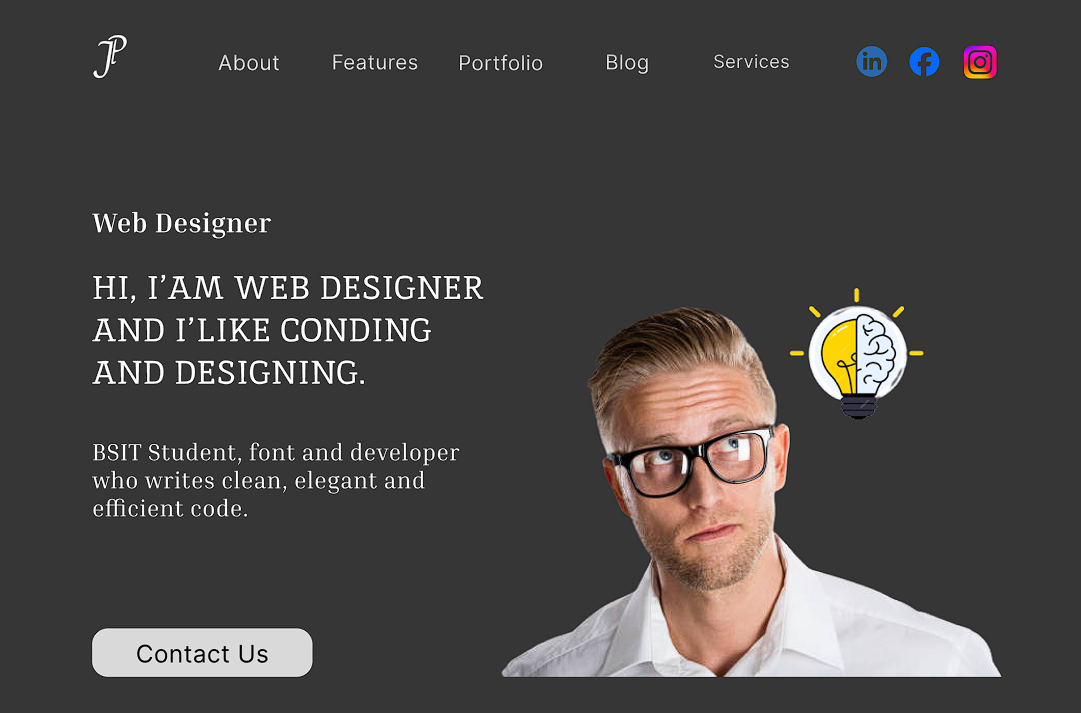 JP
About Features Portfolio Blog Services in f
Web Designer
HI, I’AM WEB DESIGNER
AND I’LIKE CONDING
AND DESIGNING.
BSIT Student, font and developer
who writes clean, elegant and
efficient code.
Contact Us